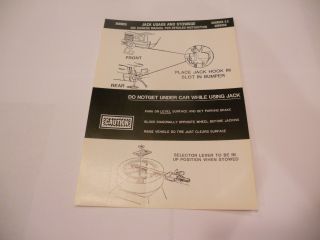 JACK USAGE AND STOWAGE
SEE OWNERS MANUAL FOR DETAILED INSTRUCTION
FRONT
PLACE JACK HOOK IN
SLOT IN BUMPER
REAR
DO NOT GET UNDER CAR WHILE USING JACK
CAUTION
PARK ON LEVEL SURFACE AND SET PARKING BRAKE
BLOCK DIAGONALLY OPPOSITE WHEEL BEFORE JACKING
RAISE VEHICLE SO TIRE JUST CLEARS SURFACE
SELECTOR LEVER TO BE IN
UP POSITION WHEN STOWED